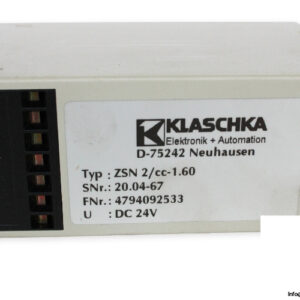 KLASCHKA
Elektronik + Automation
D-75242 Neuhausen
Typ : ZSN 2/cc-1.60
SNr.: 20.04-67
FNr.: 4794092533
U : DC 24V